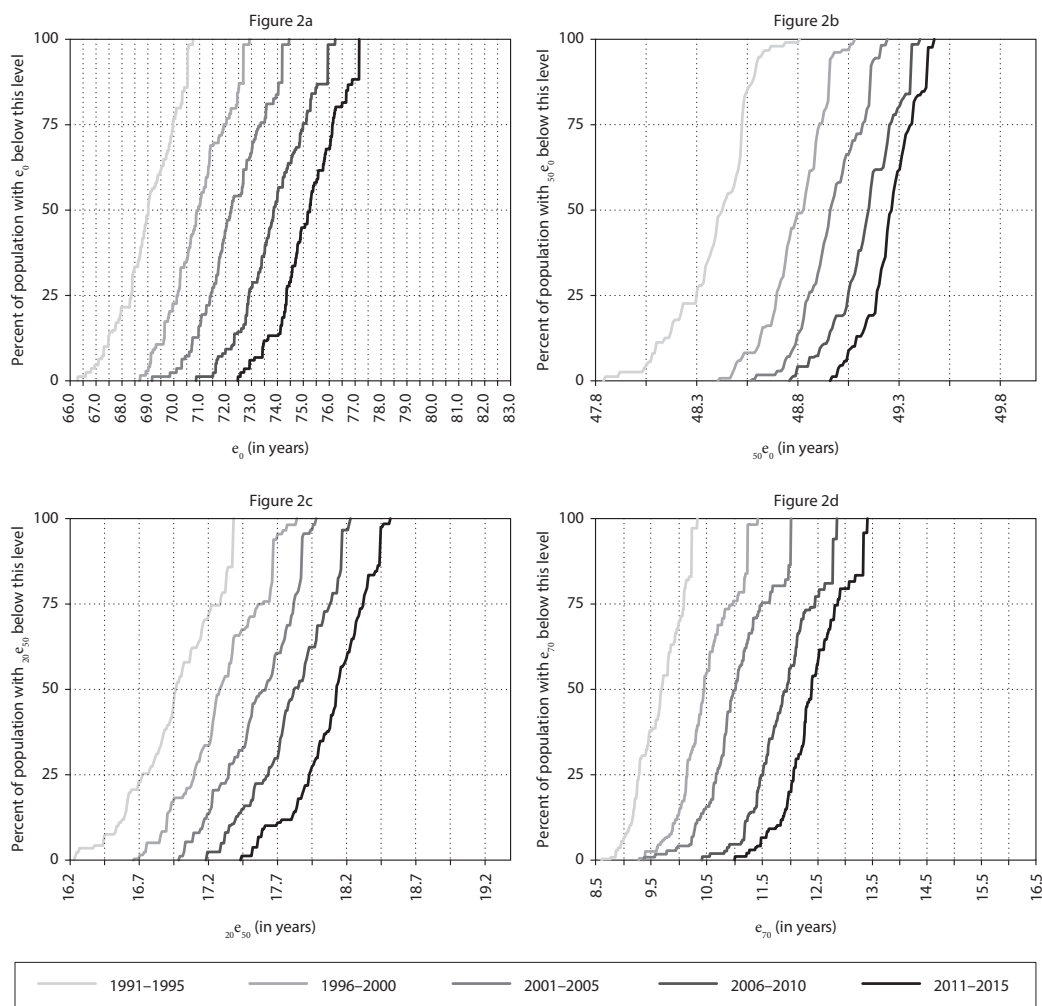 Figure 2a
Percent of population with e0 below this level
100
75
50
25
0
66.0 67.0 68.0 69.0 70.0 71.0 72.0 73.0 74.0 75.0 76.0 77.0 78.0 79.0 80.0 81.0 82.0 83.0
e0 (in years)
Figure 2b
Percent of population with 50e0 below this level
100
75
50
25
0
47.8 48.3 48.8 49.3 49.8
50e0 (in years)
Figure 2c
Percent of population with 20e50 below this level
100
75
50
25
0
16.2 16.7 17.2 17.7 18.2 18.7 19.2
20e50 (in years)
Figure 2d
Percent of population with e70 below this level
100
75
50
25
0
8.5 9.5 10.5 11.5 12.5 13.5 14.5 15.5 16.5
e70 (in years)
1991–1995 1996–2000 2001–2005 2006–2010 2011–2015